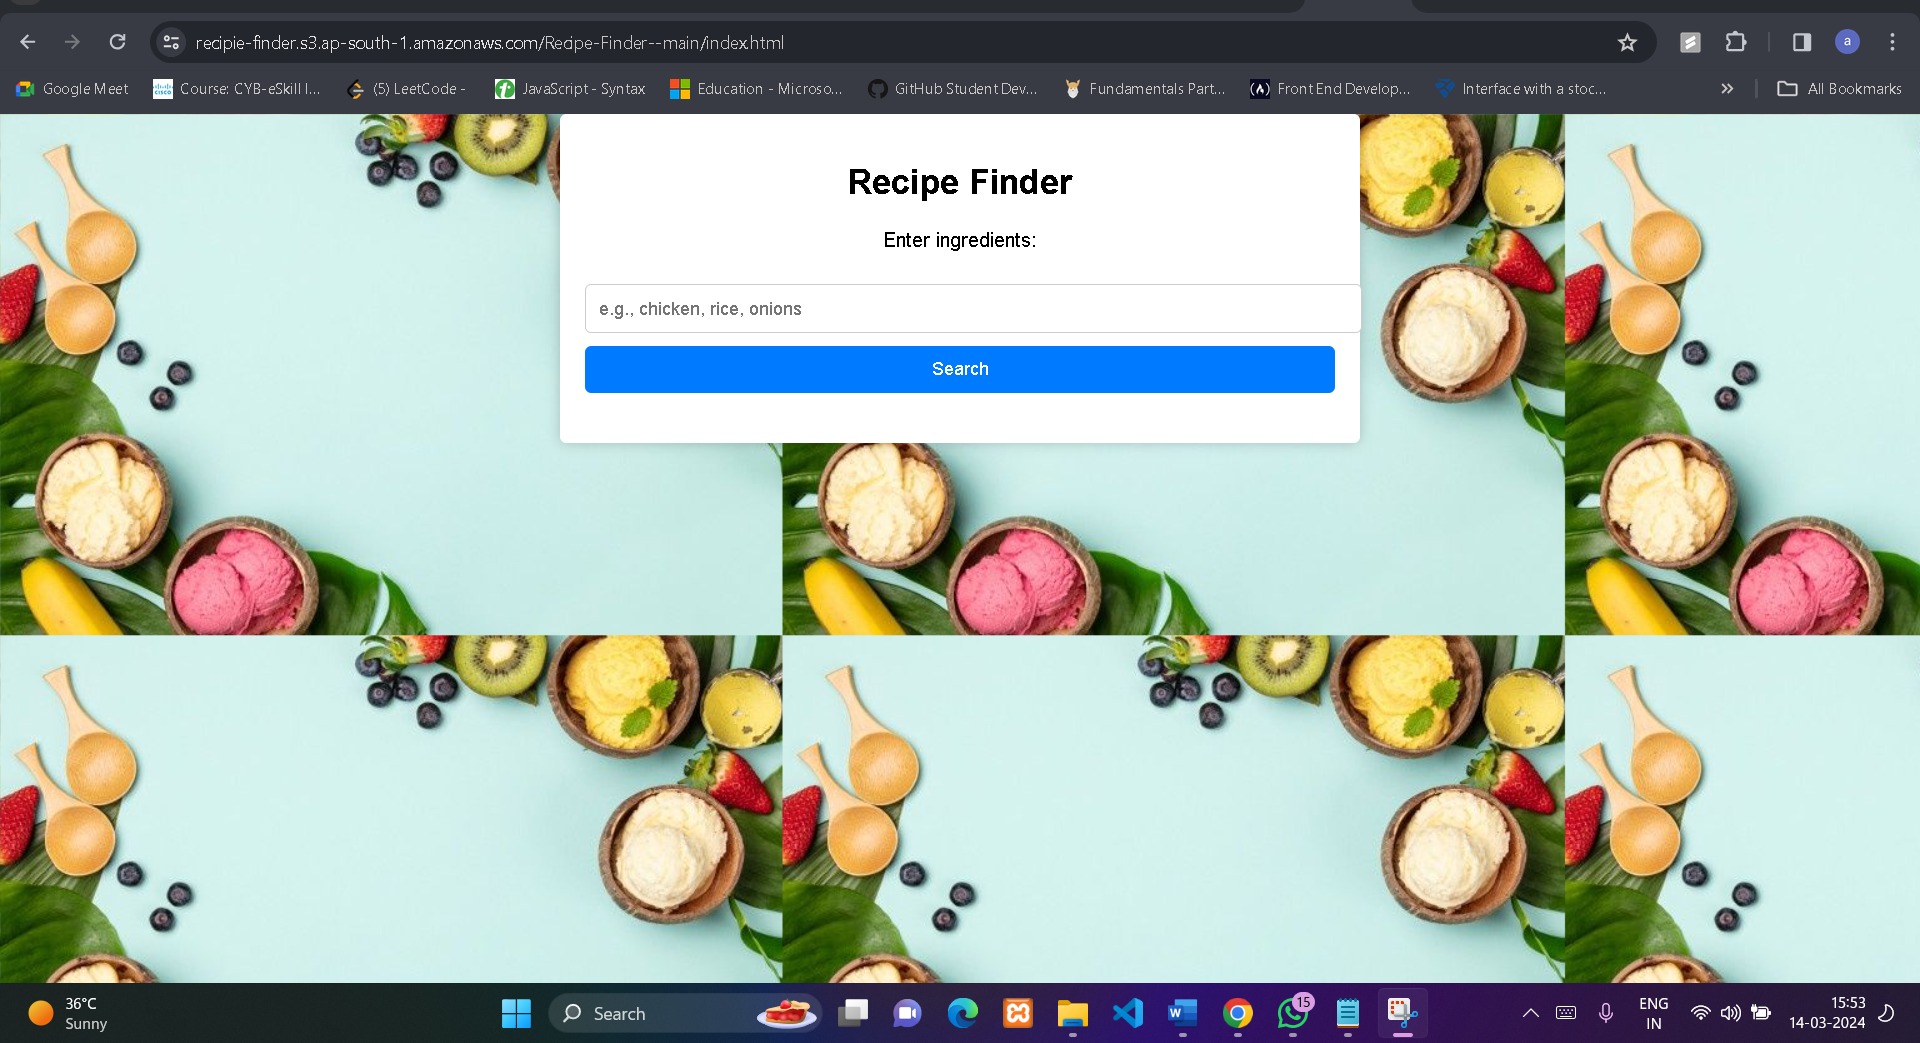 recipie-finder.s3.ap-south-1.amazonaws.com/Recipe-Finder--main/index.html
a
Google Meet
Course: CYB-eSkill I...
(5) LeetCode -
JavaScript - Syntax
Education - Microso...
GitHub Student Dev...
Fundamentals Part...
Front End Develop...
Interface with a stoc...
»
All Bookmarks
Recipe Finder
Enter ingredients:
e.g., chicken, rice, onions
Search
36°C
Sunny
Search
15
ENG
IN
15:53
14-03-2024